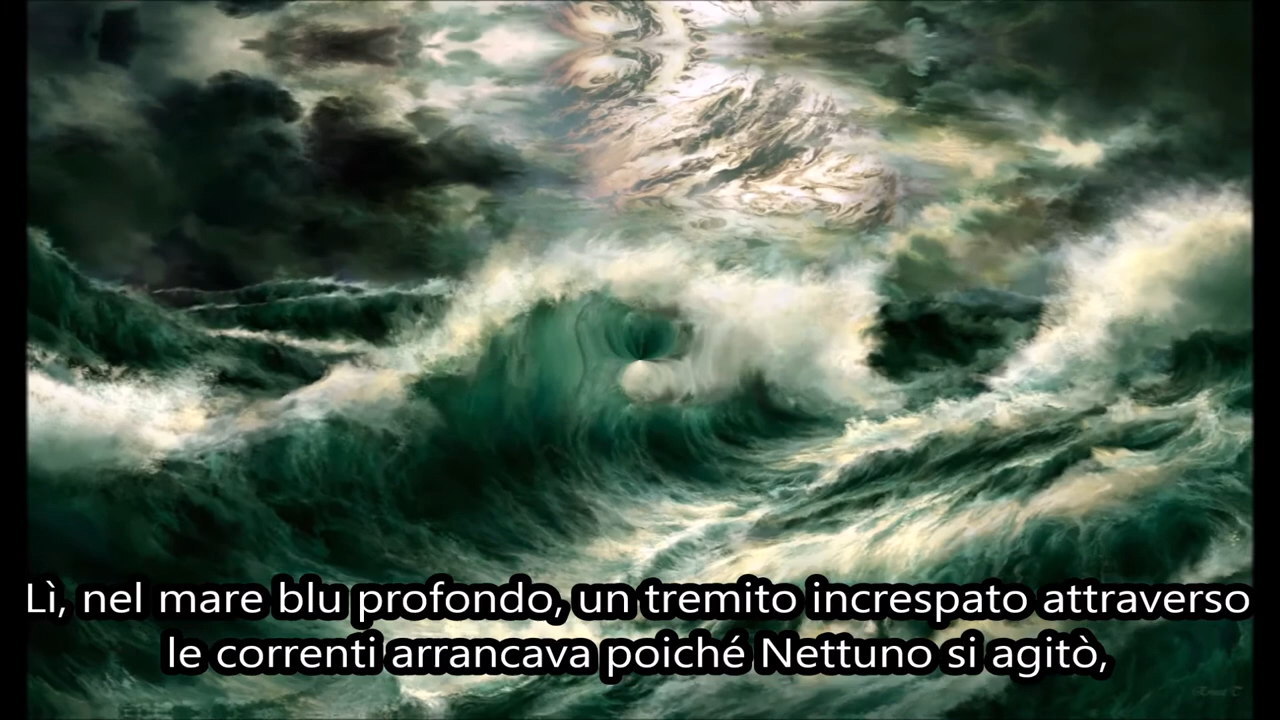 Lì, nel mare blu profondo, un tremito increspato attraverso
le correnti arrancava poiché Nettuno si agitò,